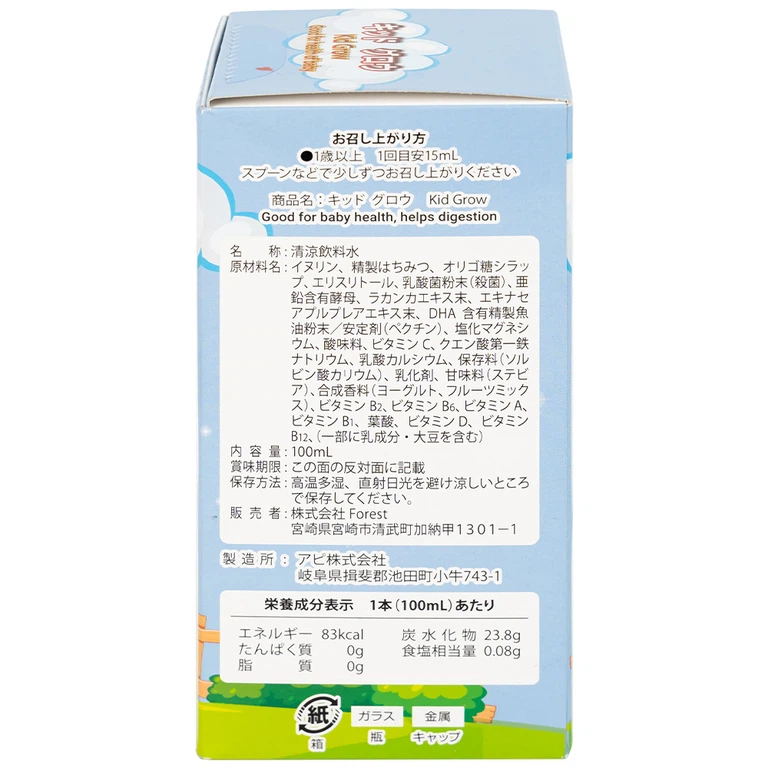 キッド グロウ
Kid Grow
Good for health of baby
お召し上がり方
●1歳以上　1回目安15mL
スプーンなどで少しずつお召し上がりください
商品名：キッド グロウ　Kid Grow
Good for baby health, helps digestion
名　　称：清涼飲料水
原材料名：イヌリン、精製はちみつ、オリゴ糖シラッ
プ、エリスリトール、乳酸菌粉末（殺菌）、亜
鉛含有酵母、ラカンカエキス末、エキナセ
アプルプレアエキス末、DHA 含有精製魚
油粉末／安定剤（ペクチン）、塩化マグネシ
ウム、酸味料、ビタミン C、クエン酸第一鉄
ナトリウム、乳酸カルシウム、保存料（ソル
ビン酸カリウム）、乳化剤、甘味料（ステビ
ア）、合成香料（ヨーグルト、フルーツミック
ス）、ビタミン B2、ビタミン B6、ビタミン A、
ビタミン B1、葉酸、ビタミン D、ビタミン
B12、（一部に乳成分・大豆を含む）
内 容 量：100mL
賞味期限：この面の反対面に記載
保存方法：高温多湿、直射日光を避け涼しいところ
で保存してください。
販 売 者：株式会社 Forest
宮崎県宮崎市清武町加納甲１３０１−１
製 造 所：アピ株式会社
岐阜県揖斐郡池田町小牛743-1
栄養成分表示　1本（100mL）あたり
エネルギー　83kcal　炭 水 化 物　23.8g
たんぱく質　0g　食塩相当量　0.08g
脂　　質　0g
紙　ガラス　金属
箱　瓶　キャップ